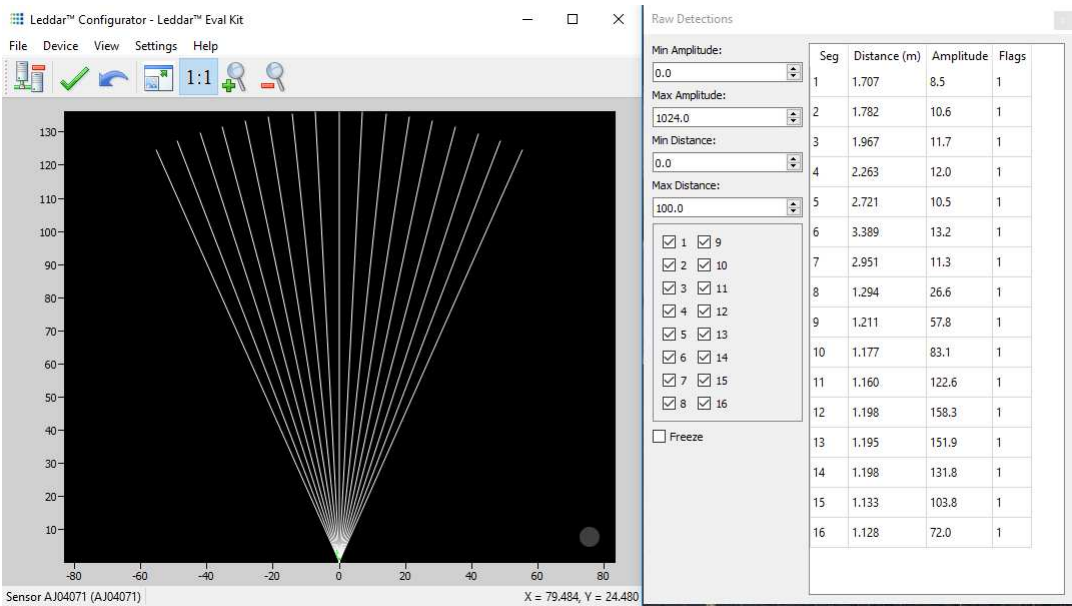 Leddar™ Configurator - Leddar™ Eval Kit
File Device View Settings Help
1:1
130
120
110
100
90
80
70
60
50
40
30
20
10
-80 -60 -40 -20 0 20 40 60 80
Sensor AJ04071 (AJ04071) X = 79.484, Y = 24.480
Raw Detections
Min Amplitude:
0.0
Max Amplitude:
1024.0
Min Distance:
0.0
Max Distance:
100.0
1 9
2 10
3 11
4 12
5 13
6 14
7 15
8 16
Freeze
Seg Distance (m) Amplitude Flags
1 1.707 8.5 1
2 1.782 10.6 1
3 1.967 11.7 1
4 2.263 12.0 1
5 2.721 10.5 1
6 3.389 13.2 1
7 2.951 11.3 1
8 1.294 26.6 1
9 1.211 57.8 1
10 1.177 83.1 1
11 1.160 122.6 1
12 1.198 158.3 1
13 1.195 151.9 1
14 1.198 131.8 1
15 1.133 103.8 1
16 1.128 72.0 1